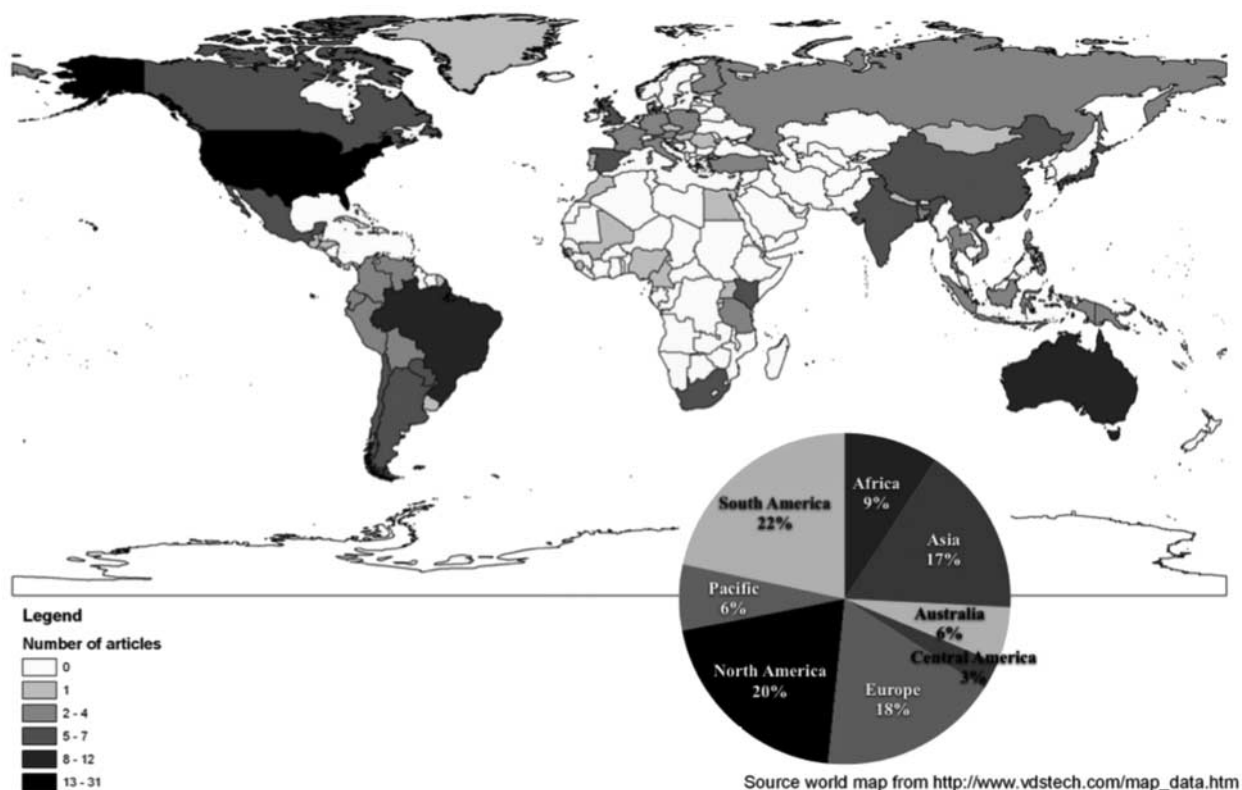 Africa
9%
Asia
17%
Australia
6%
Central America
3%
Europe
18%
North America
20%
Pacific
6%
South America
22%
Legend
Number of articles
0
1
2 - 4
5 - 7
8 - 12
13 - 31
Source world map from http://www.vdstech.com/map_data.htm